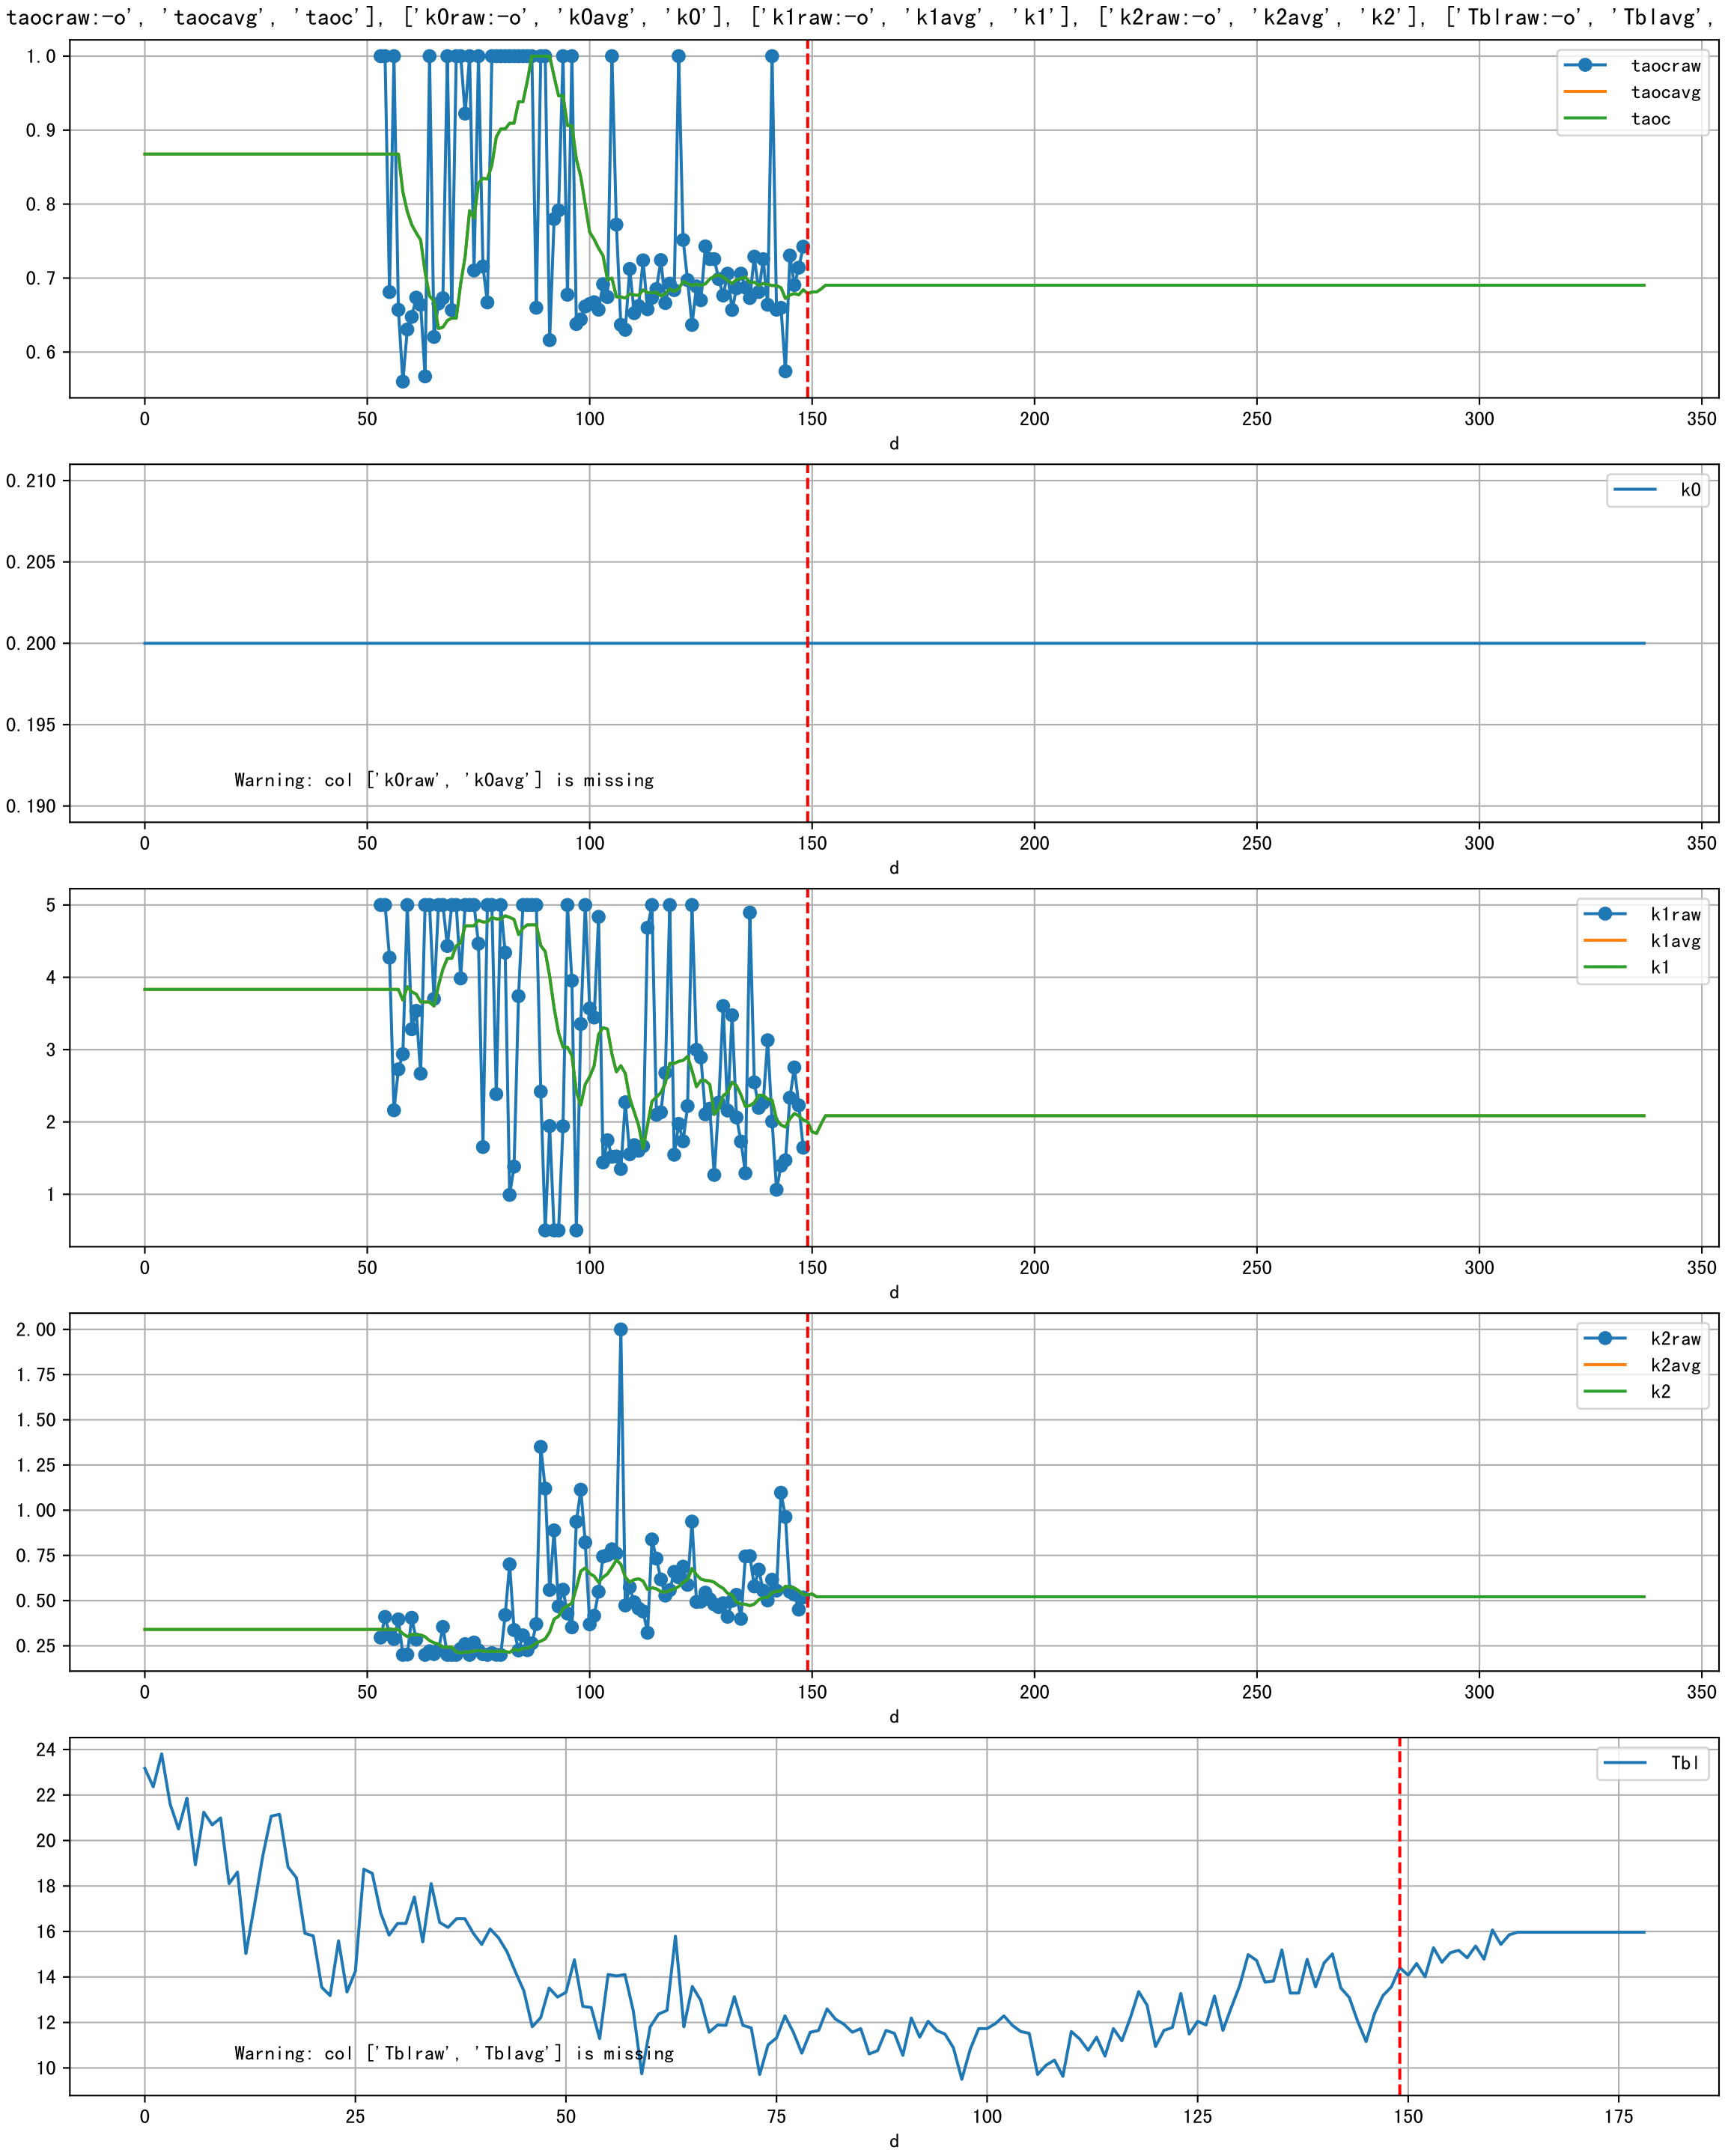 taocraw:-o', 'taocavg', 'taoc'], ['k0raw:-o', 'k0avg', 'k0'], ['k1raw:-o', 'k1avg', 'k1'], ['k2raw:-o', 'k2avg', 'k2'], ['Tblraw:-o', 'Tblavg',
1.0
0.9
0.8
0.7
0.6
taocraw
taocavg
taoc
0 50 100 150 200 250 300 350
d
0.210
0.205
0.200
0.195
0.190
k0
Warning: col ['k0raw', 'k0avg'] is missing
0 50 100 150 200 250 300 350
d
5
4
3
2
1
k1raw
k1avg
k1
0 50 100 150 200 250 300 350
d
2.00
1.75
1.50
1.25
1.00
0.75
0.50
0.25
k2raw
k2avg
k2
0 50 100 150 200 250 300 350
d
24
22
20
18
16
14
12
10
Tbl
Warning: col ['Tblraw', 'Tblavg'] is missing
0 25 50 75 100 125 150 175
d